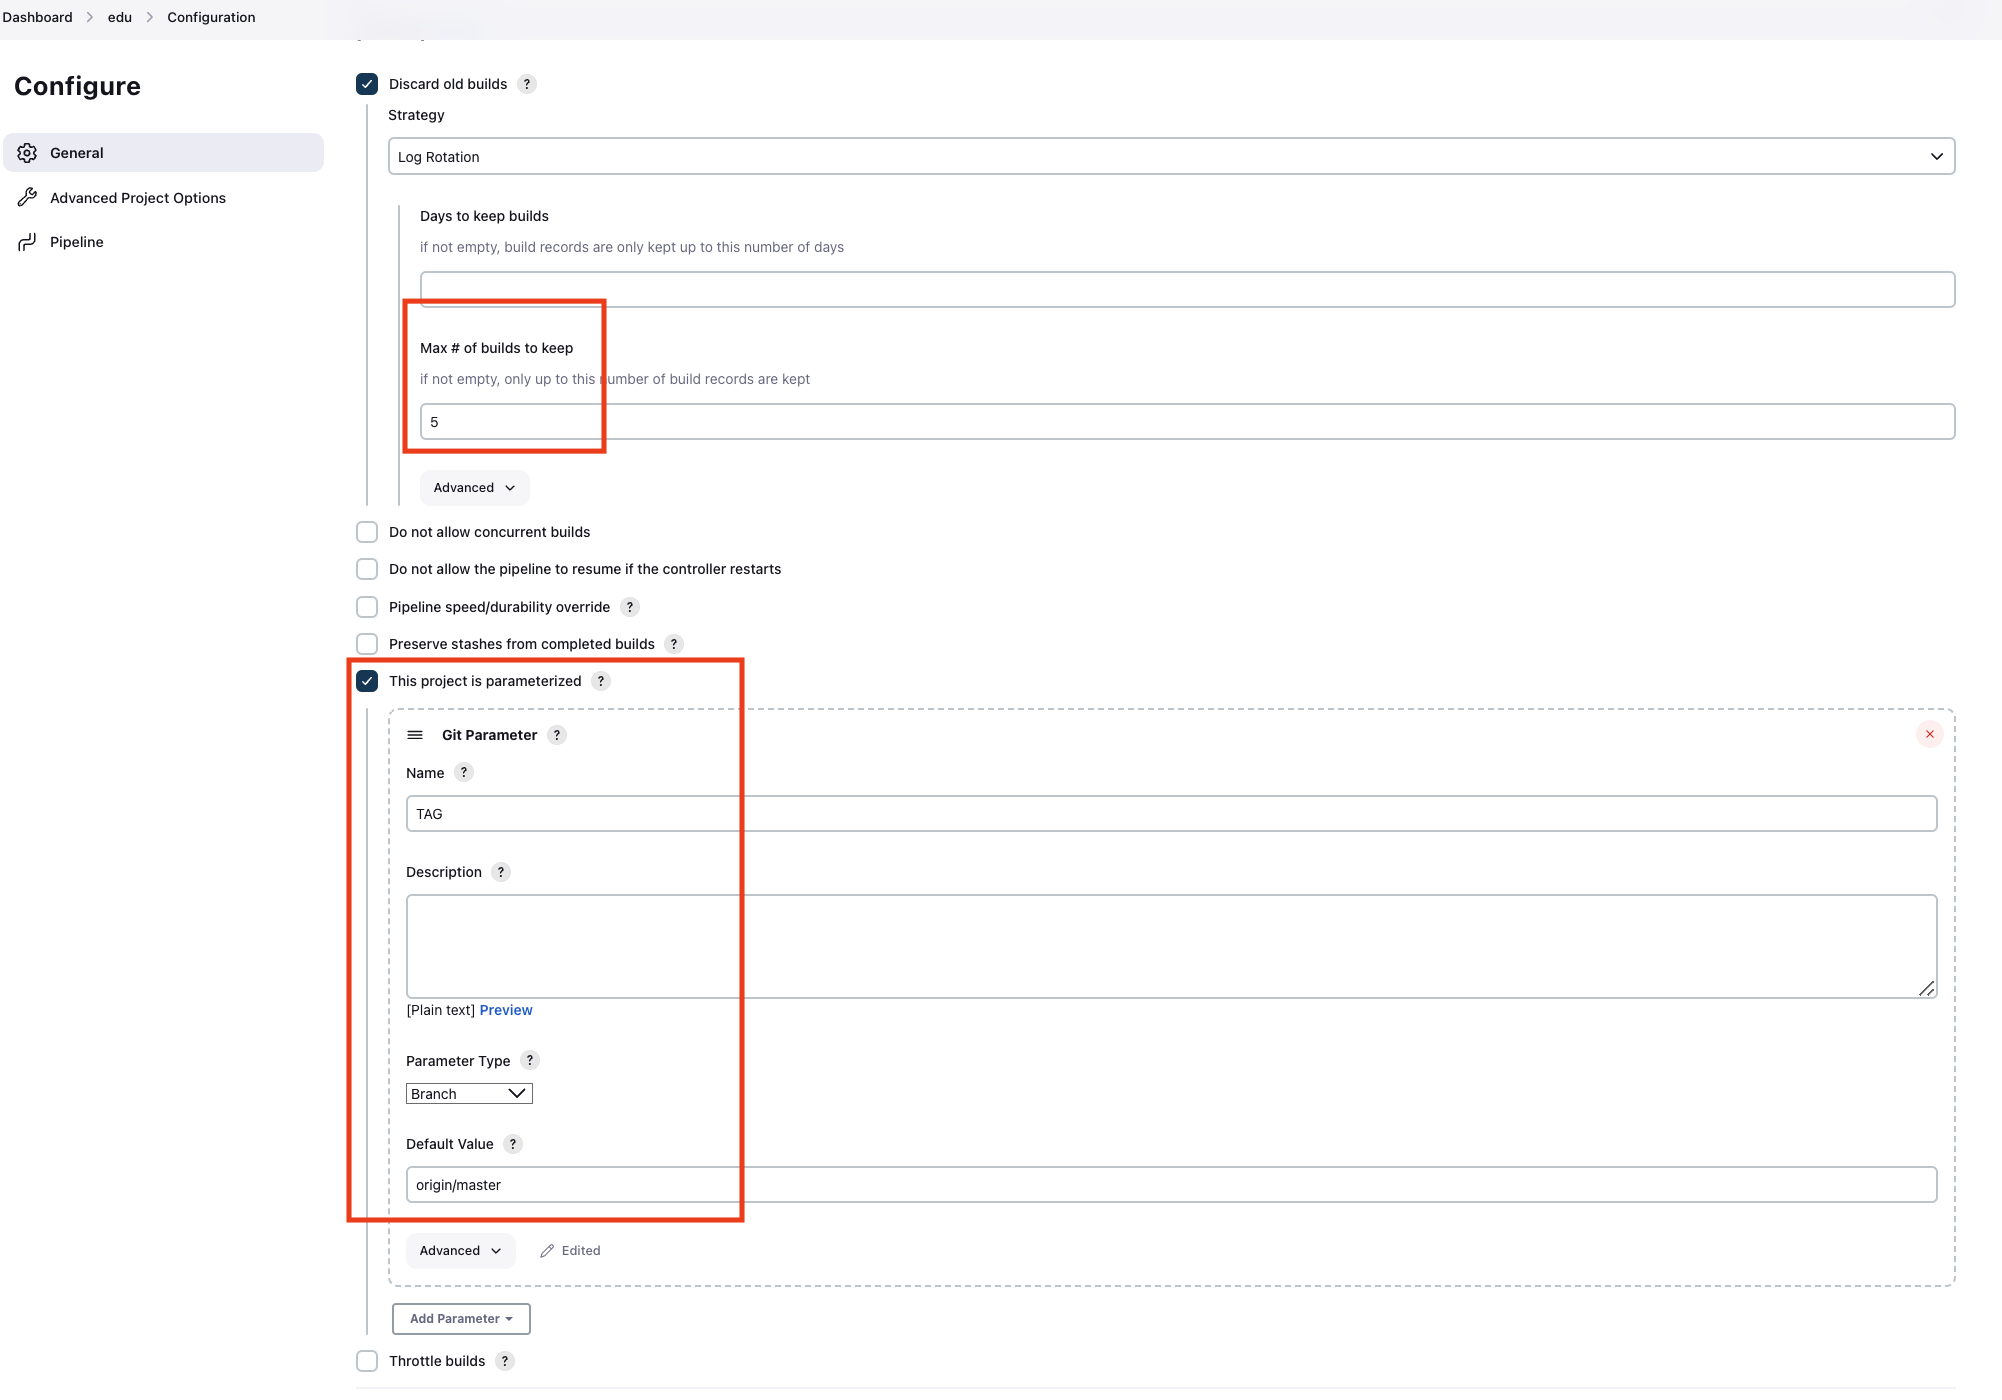 Dashboard > edu > Configuration
Configure
General
Advanced Project Options
Pipeline
Discard old builds ?
Strategy
Log Rotation
Days to keep builds
if not empty, build records are only kept up to this number of days
Max # of builds to keep
if not empty, only up to this number of build records are kept
5
Advanced
Do not allow concurrent builds
Do not allow the pipeline to resume if the controller restarts
Pipeline speed/durability override ?
Preserve stashes from completed builds ?
This project is parameterized ?
Git Parameter ?
Name ?
TAG
Description ?
[Plain text] Preview
Parameter Type ?
Branch
Default Value ?
origin/master
Advanced
Edited
Add Parameter
Throttle builds ?